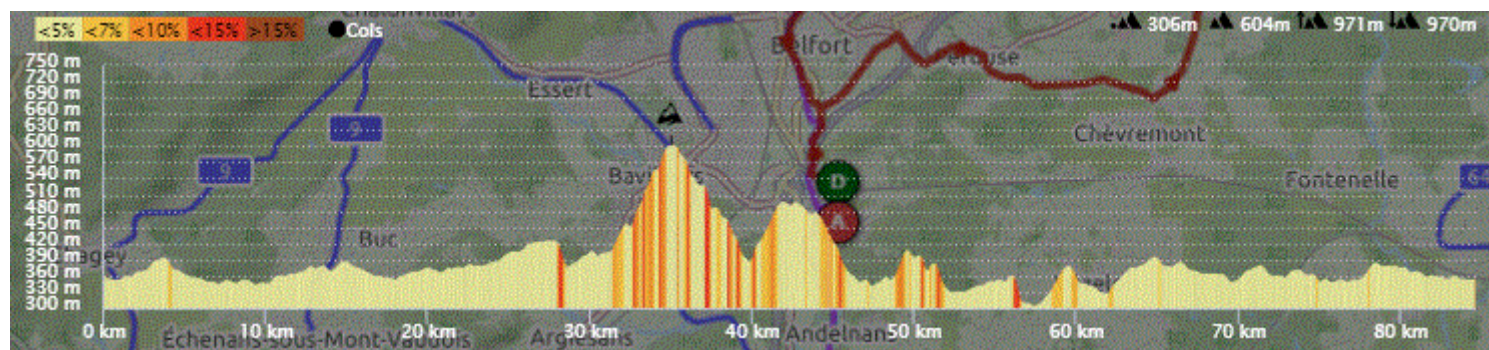 Chalonvillars
<5% <7% <10% <15% >15% Cols 306m 604m 971m 970m
Belfort
750 m
720 m
690 m
660 m
630 m
600 m
570 m
540 m
510 m
480 m
450 m
420 m
390 m
360 m
330 m
300 m
Essert
9
Chèvremont
9
D
Fontenelle
A
Buc
0 km 10 km 20 km 30 km 40 km 50 km 60 km 70 km 80 km
Échenans-sous-Mont-Vaudois Argiésans Andelnans